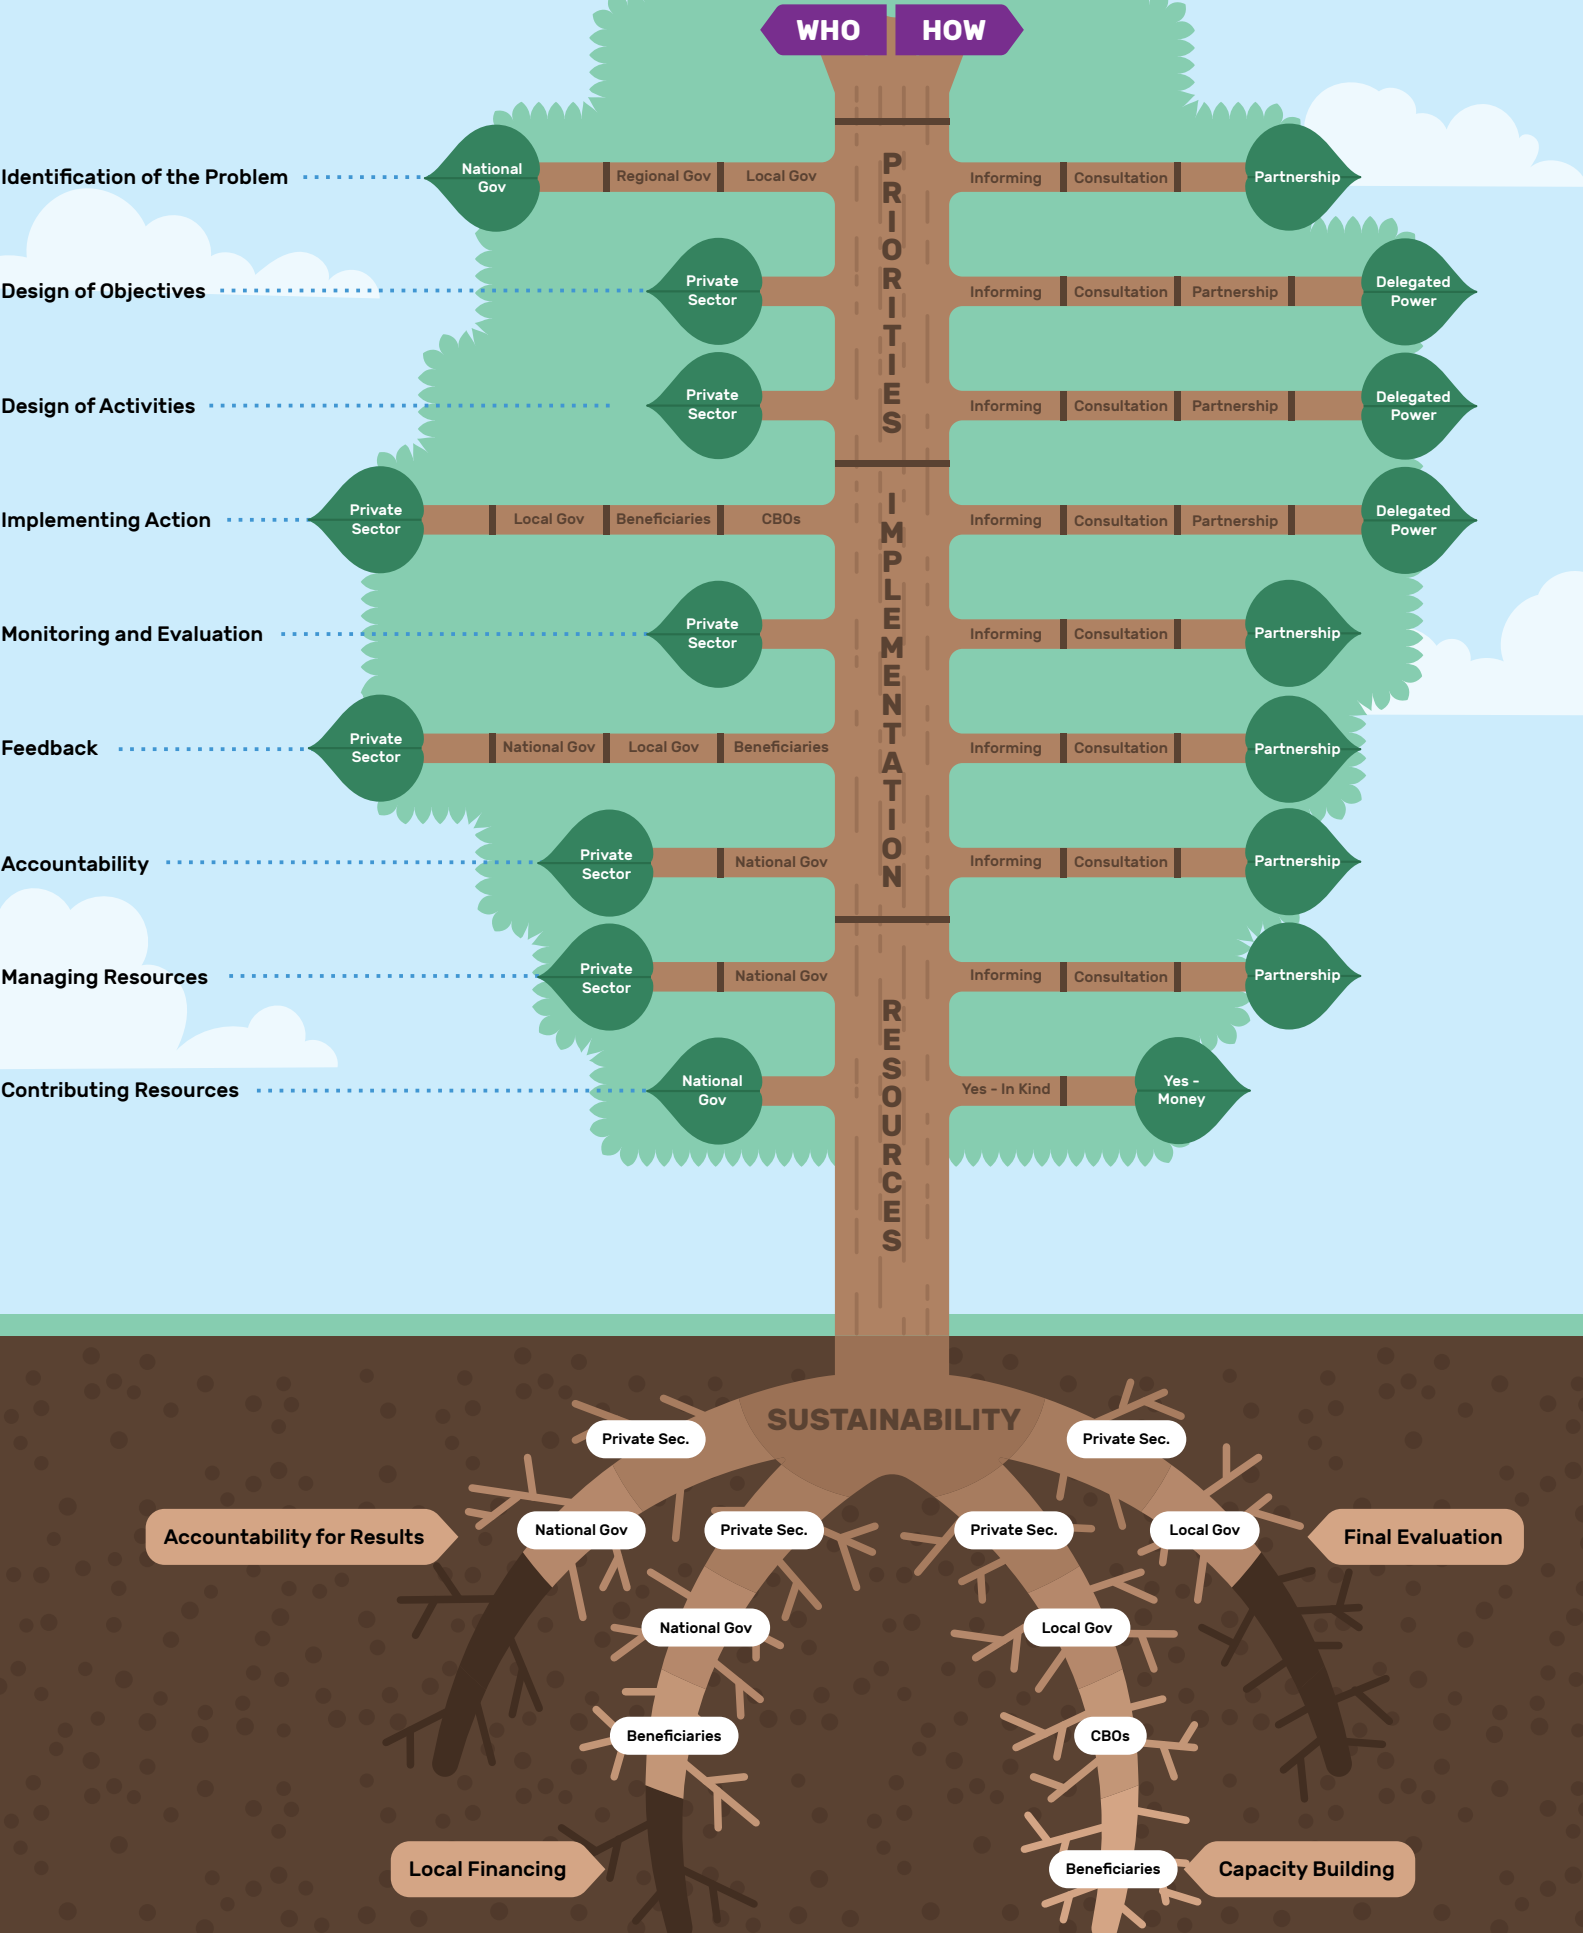 WHO HOW
Identification of the Problem
National
Gov
Regional Gov
Local Gov
Informing
Consultation
Partnership
Design of Objectives
Private
Sector
Informing
Consultation
Partnership
Delegated
Power
Design of Activities
Private
Sector
Informing
Consultation
Partnership
Delegated
Power
PRIORITIES
Implementing Action
Private
Sector
Local Gov
Beneficiaries
CBOs
Informing
Consultation
Partnership
Delegated
Power
Monitoring and Evaluation
Private
Sector
Informing
Consultation
Partnership
Feedback
Private
Sector
National Gov
Local Gov
Beneficiaries
Informing
Consultation
Partnership
Accountability
Private
Sector
National Gov
Informing
Consultation
Partnership
IMPLEMENTATION
Managing Resources
Private
Sector
National Gov
Informing
Consultation
Partnership
Contributing Resources
National
Gov
Yes - In Kind
Yes -
Money
RESOURCES
SUSTAINABILITY
Private Sec.
Private Sec.
National Gov
Private Sec.
Private Sec.
Local Gov
Accountability for Results
Final Evaluation
National Gov
Local Gov
Beneficiaries
CBOs
Local Financing
Beneficiaries
Capacity Building